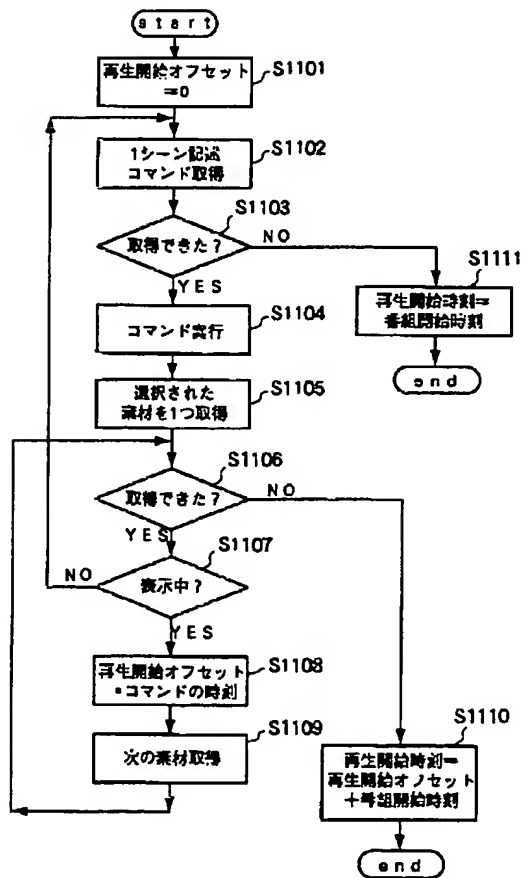 start
再生開始オフセット
=0
S1101
1シーン記述
コマンド取得
S1102
取得できた?
S1103
NO
YES
再生開始時刻=
番組開始時刻
S1111
end
コマンド実行
S1104
選択された
素材を1つ取得
S1105
取得できた?
S1106
NO
YES
表示中?
S1107
NO
YES
再生開始オフセット
=コマンドの時刻
S1108
次の素材取得
S1109
再生開始時刻=
再生開始オフセット
+番組開始時刻
S1110
end